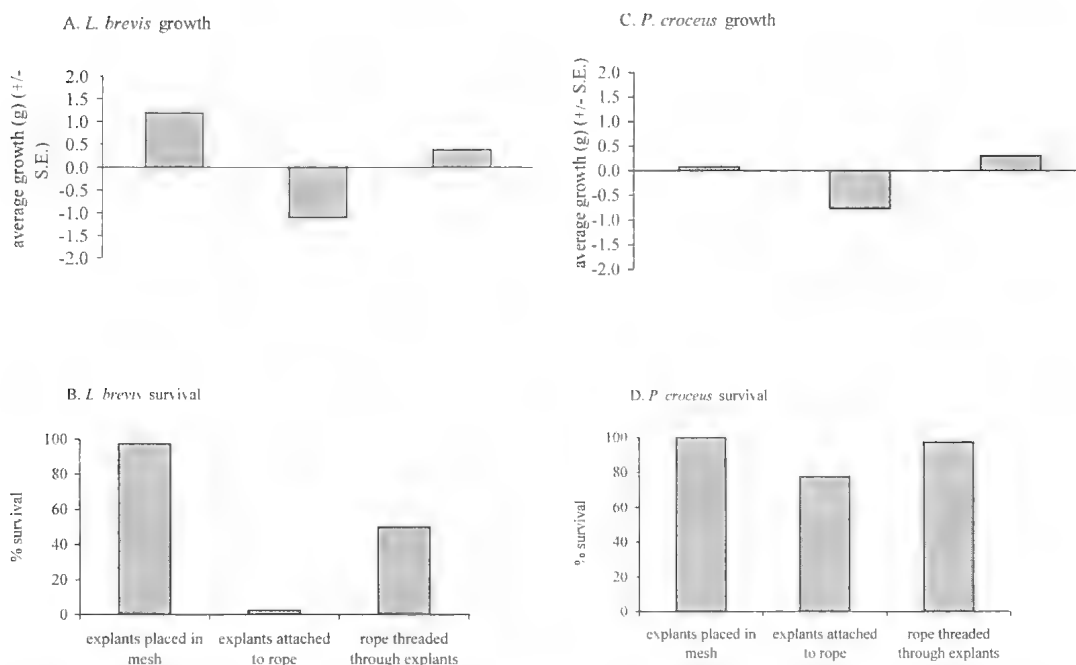 A. L. brevis growth
average growth (g) (+/-
S.E.)
2.0
1.5
1.0
0.5
0.0
-0.5
-1.0
-1.5
-2.0
C. P. croceus growth
average growth (g) (+/- S.E.)
2.0
1.5
1.0
0.5
0.0
-0.5
-1.0
-1.5
-2.0
B. L brevis survival
% survival
100
80
60
40
20
0
explants placed in
mesh
explants attached
to rope
rope threaded
through explants
D. P croceus survival
% survival
100
80
60
40
20
0
explants placed in
mesh
explants attached
to rope
rope threaded
through explants